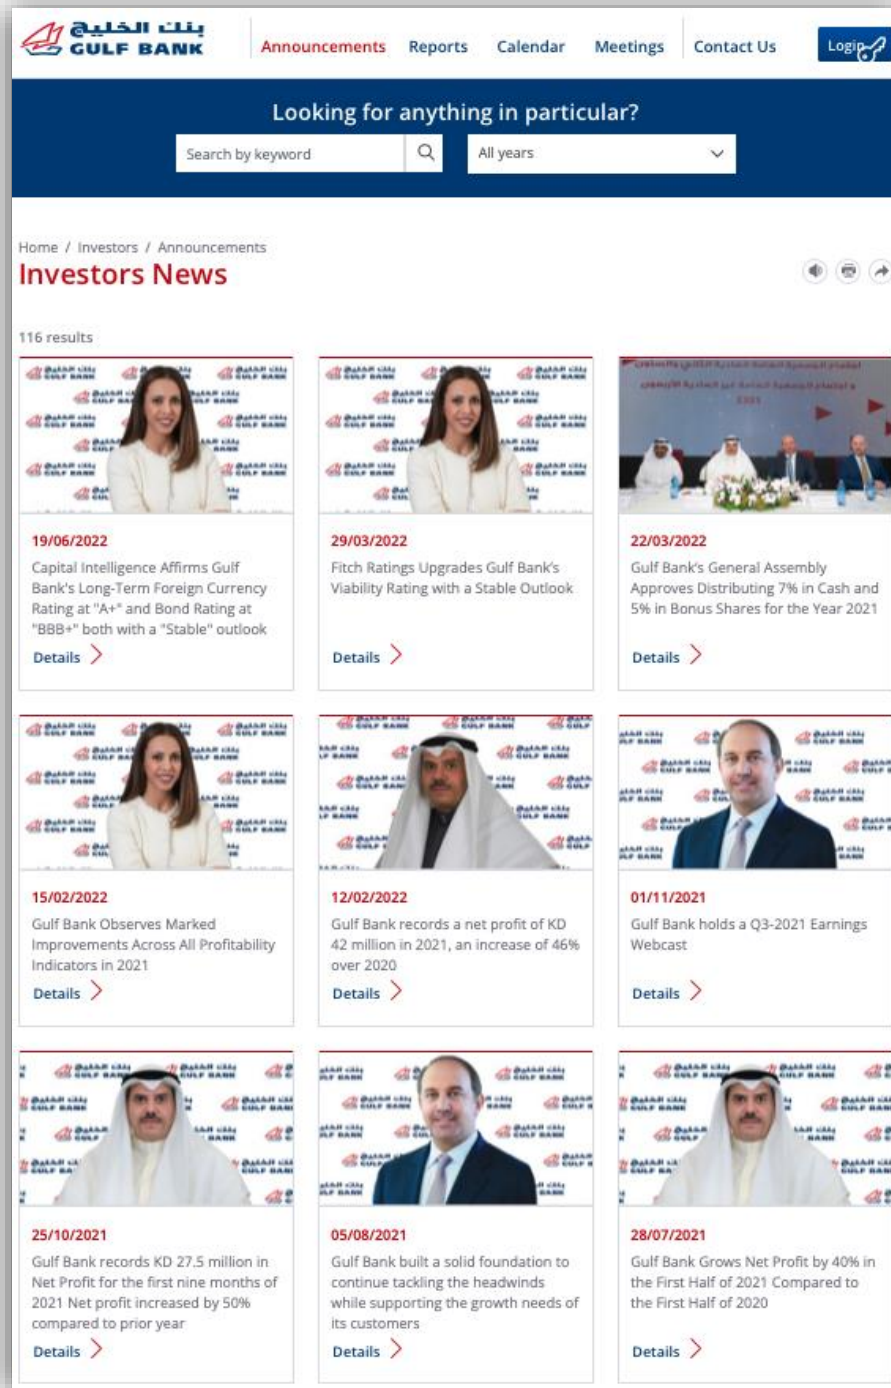 بنك الخليج
GULF BANK
Announcements Reports Calendar Meetings Contact Us Login
Looking for anything in particular?
Search by keyword All years
Home / Investors / Announcements
Investors News
116 results
19/06/2022
Capital Intelligence Affirms Gulf
Bank's Long-Term Foreign Currency
Rating at "A+" and Bond Rating at
"BBB+" both with a "Stable" outlook
Details
29/03/2022
Fitch Ratings Upgrades Gulf Bank's
Viability Rating with a Stable Outlook
Details
22/03/2022
Gulf Bank's General Assembly
Approves Distributing 7% in Cash and
5% in Bonus Shares for the Year 2021
Details
15/02/2022
Gulf Bank Observes Marked
Improvements Across All Profitability
Indicators in 2021
Details
12/02/2022
Gulf Bank records a net profit of KD
42 million in 2021, an increase of 46%
over 2020
Details
01/11/2021
Gulf Bank holds a Q3-2021 Earnings
Webcast
Details
25/10/2021
Gulf Bank records KD 27.5 million in
Net Profit for the first nine months of
2021 Net profit increased by 50%
compared to prior year
Details
05/08/2021
Gulf Bank built a solid foundation to
continue tackling the headwinds
while supporting the growth needs of
its customers
Details
28/07/2021
Gulf Bank Grows Net Profit by 40% in
the First Half of 2021 Compared to
the First Half of 2020
Details